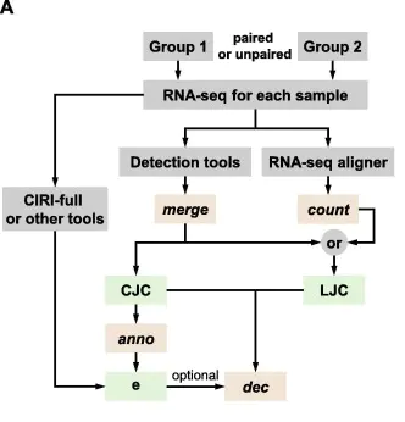 A
Group 1
paired
or unpaired
Group 2
RNA-seq for each sample
Detection tools
RNA-seq aligner
CIRI-full
or other tools
merge
count
or
CJC
LJC
anno
e
optional
dec